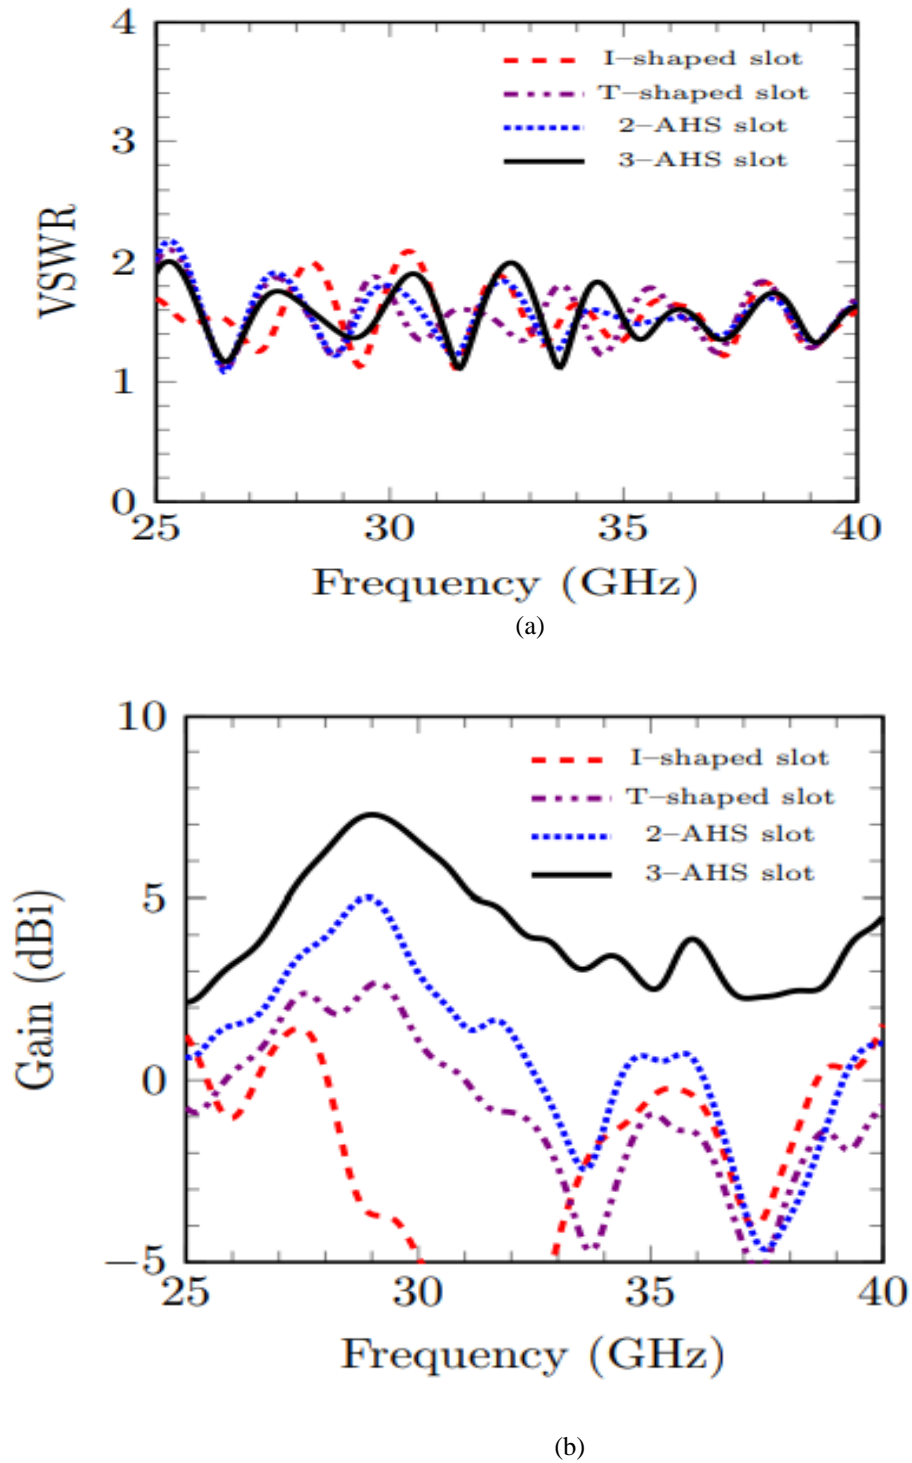 4
3
2
1
0
VSWR
I–shaped slot
T–shaped slot
2–AHS slot
3–AHS slot
25 30 35 40
Frequency (GHz)
(a)
10
5
0
−5
Gain (dBi)
I–shaped slot
T–shaped slot
2–AHS slot
3–AHS slot
25 30 35 40
Frequency (GHz)
(b)